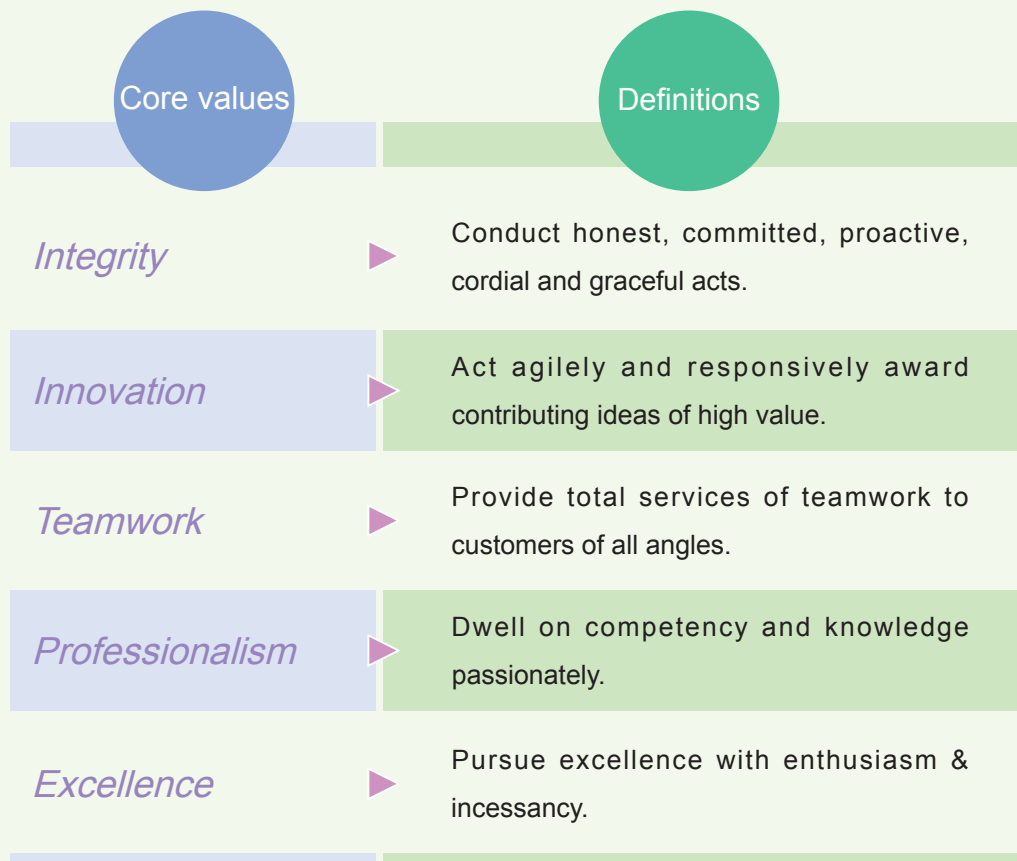 Core values
Definitions
Integrity
Conduct honest, committed, proactive,
cordial and graceful acts.
Innovation
Act agilely and responsively award
contributing ideas of high value.
Teamwork
Provide total services of teamwork to
customers of all angles.
Professionalism
Dwell on competency and knowledge
passionately.
Excellence
Pursue excellence with enthusiasm &
incessancy.